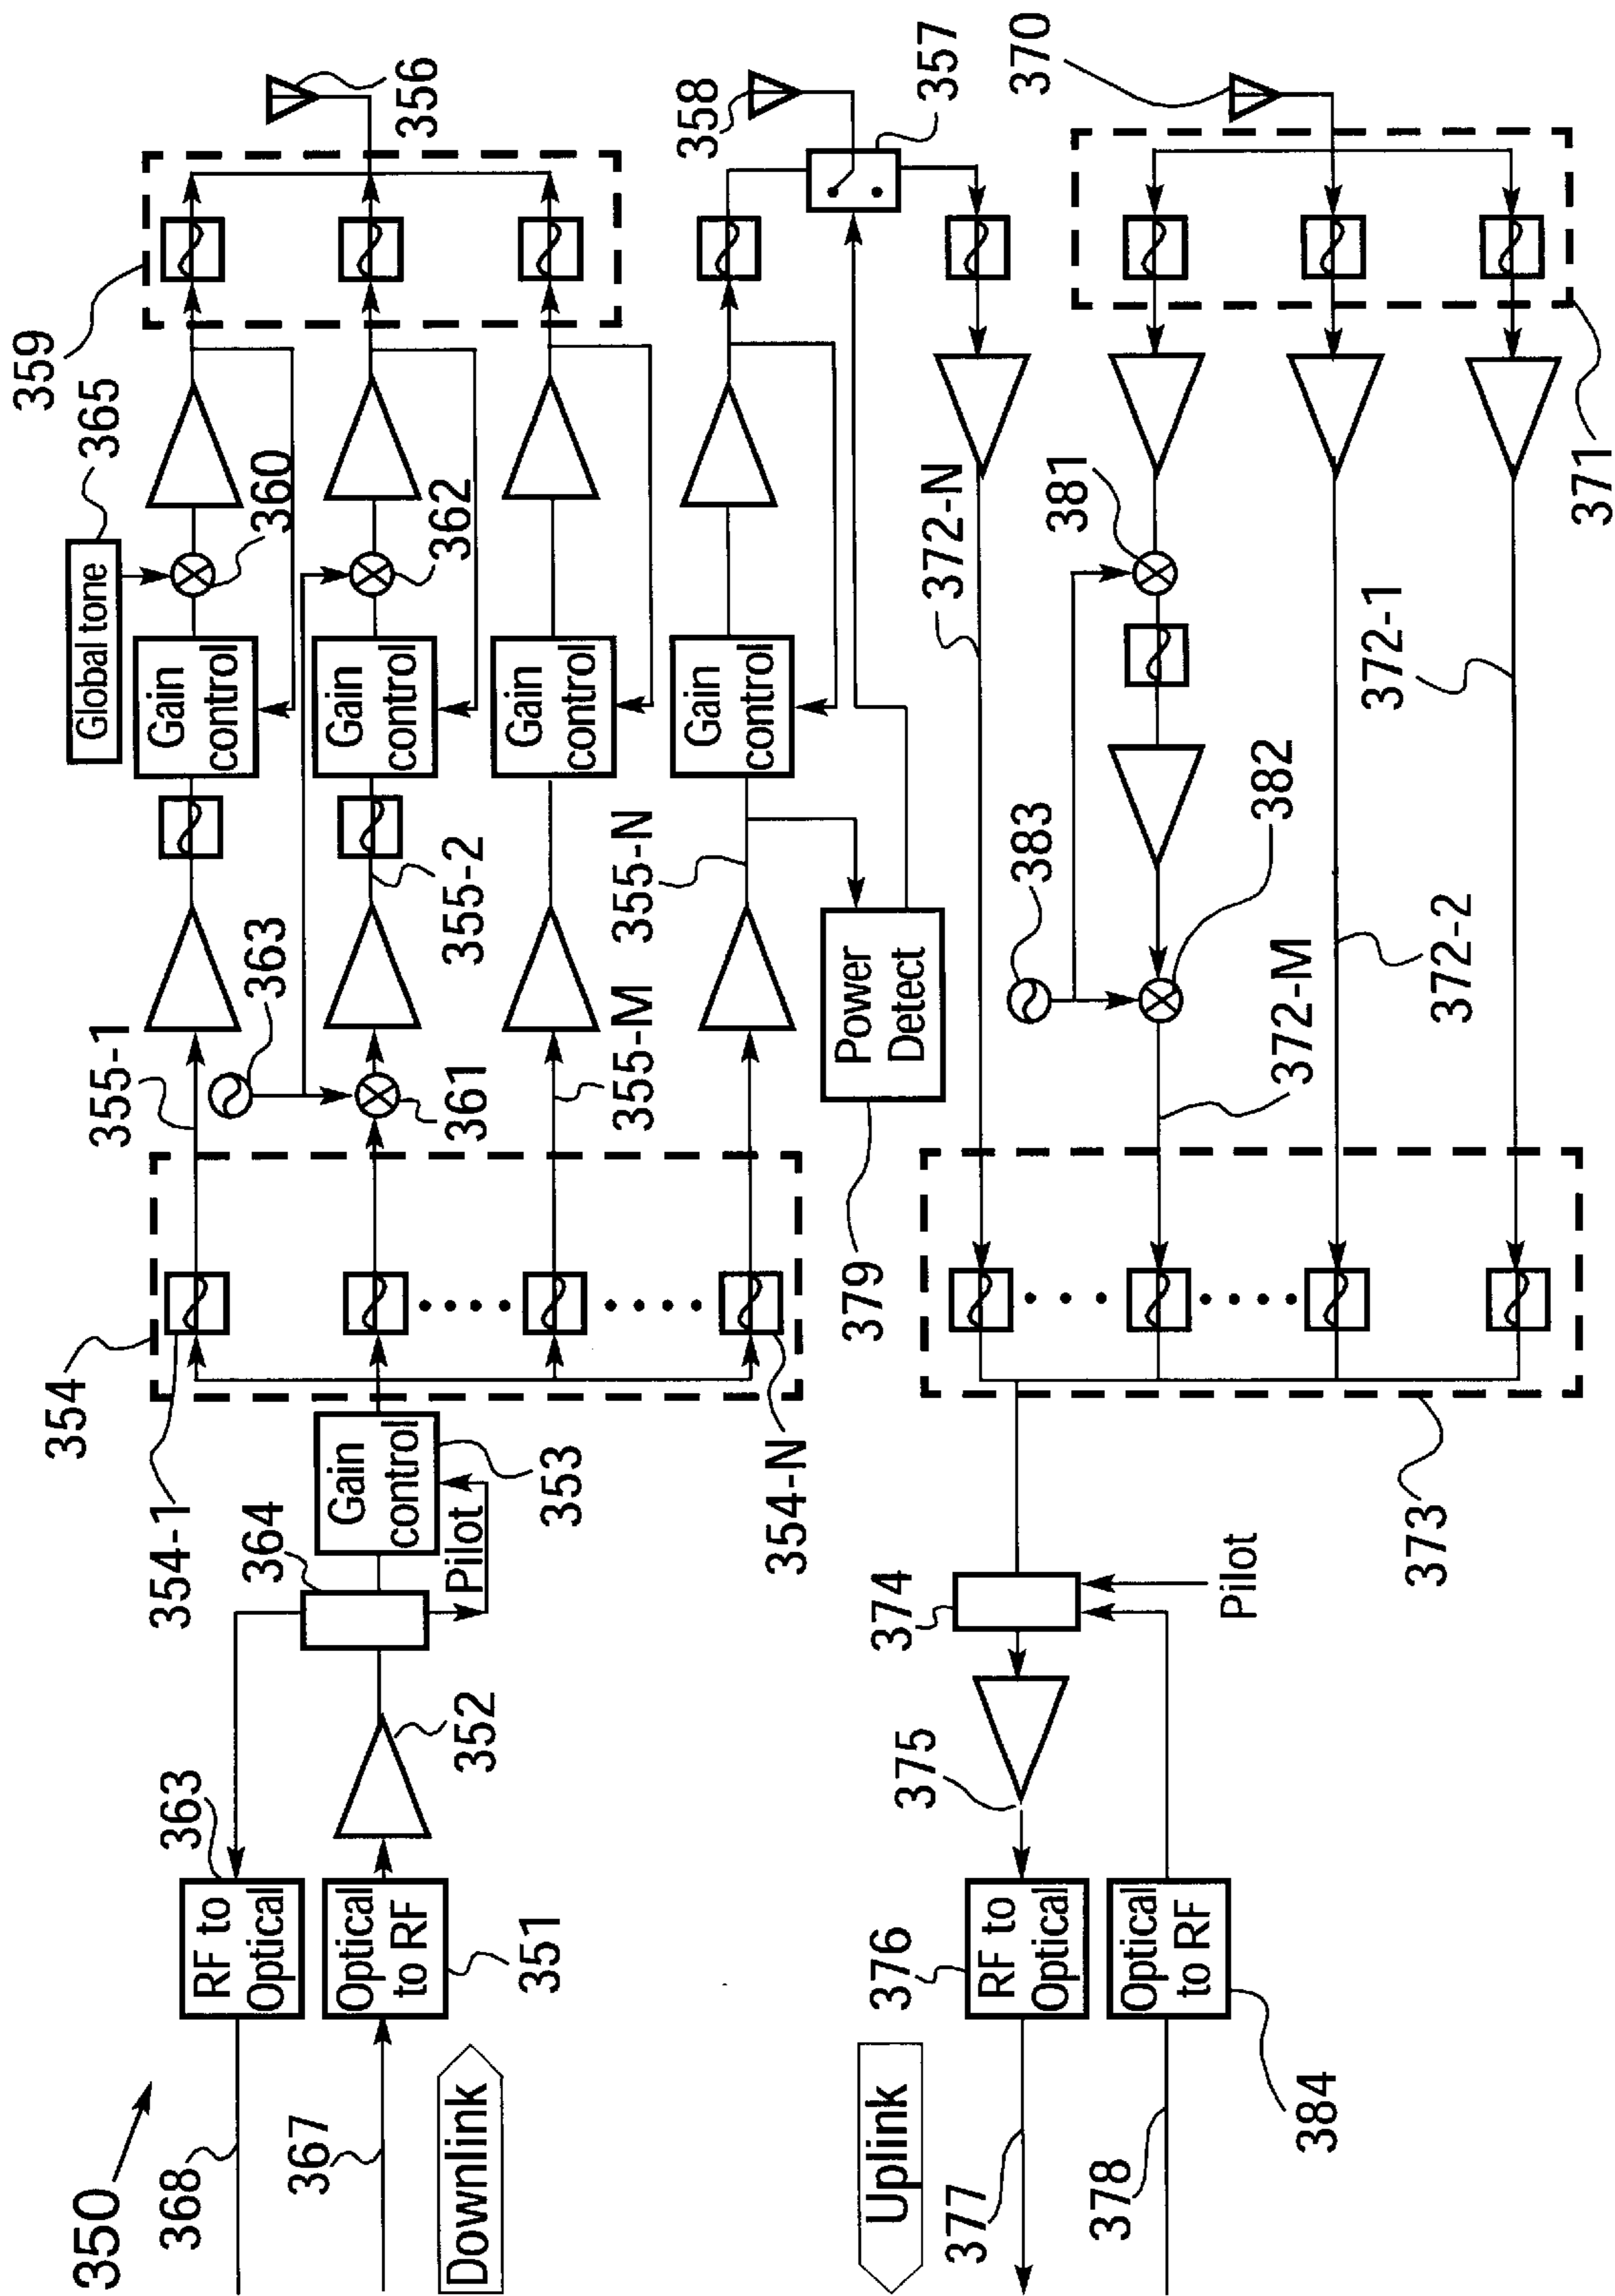 350
368
367
Downlink
RF to
Optical
363
Optical
to RF
351
352
364
Pilot
Gain
control
353
354
354-1
354-N
355-1
363
361
355-2
355-M
355-N
Global tone
365
Gain
control
360
Gain
control
362
Gain
control
Gain
control
359
356
358
357
Power
Detect
379
Uplink
377
378
376
RF to
Optical
Optical
to RF
384
375
374
Pilot
373
372-N
383
382
381
372-M
372-2
372-1
371
370